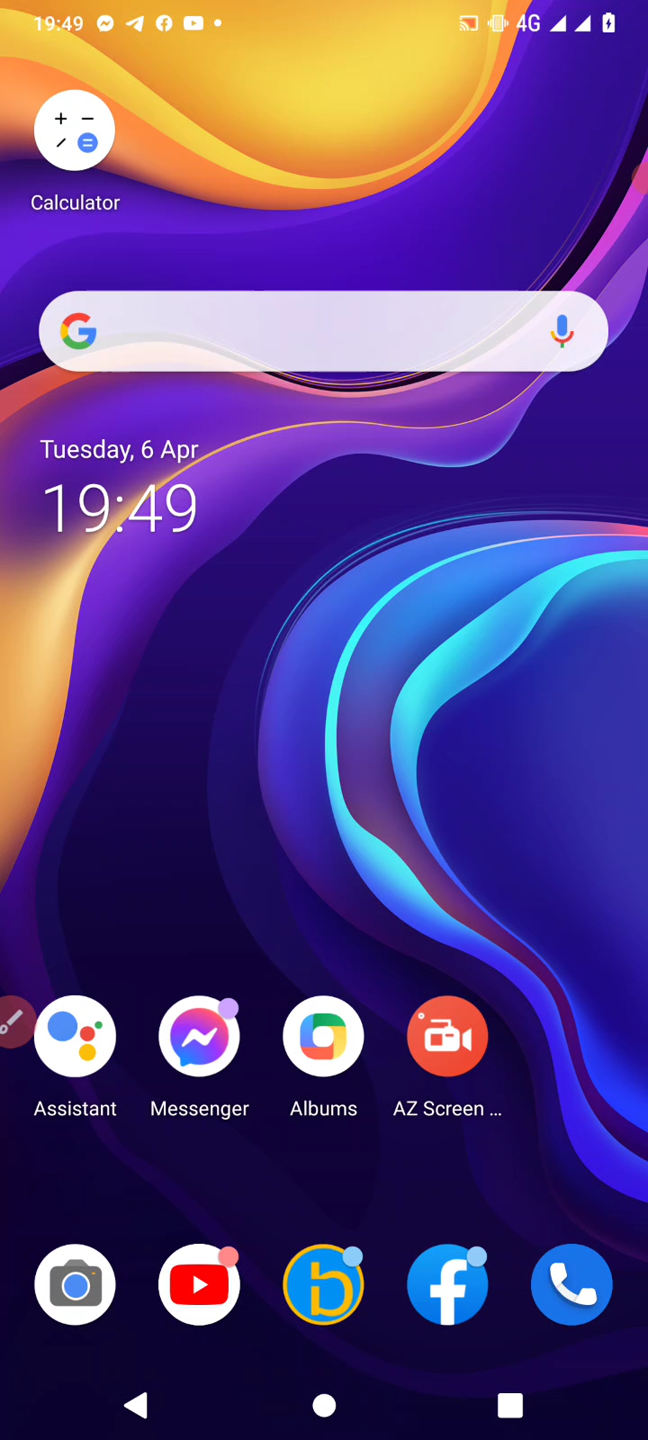 19:49
4G
Calculator
Tuesday, 6 Apr
19:49
Assistant
Messenger
Albums
AZ Screen ...